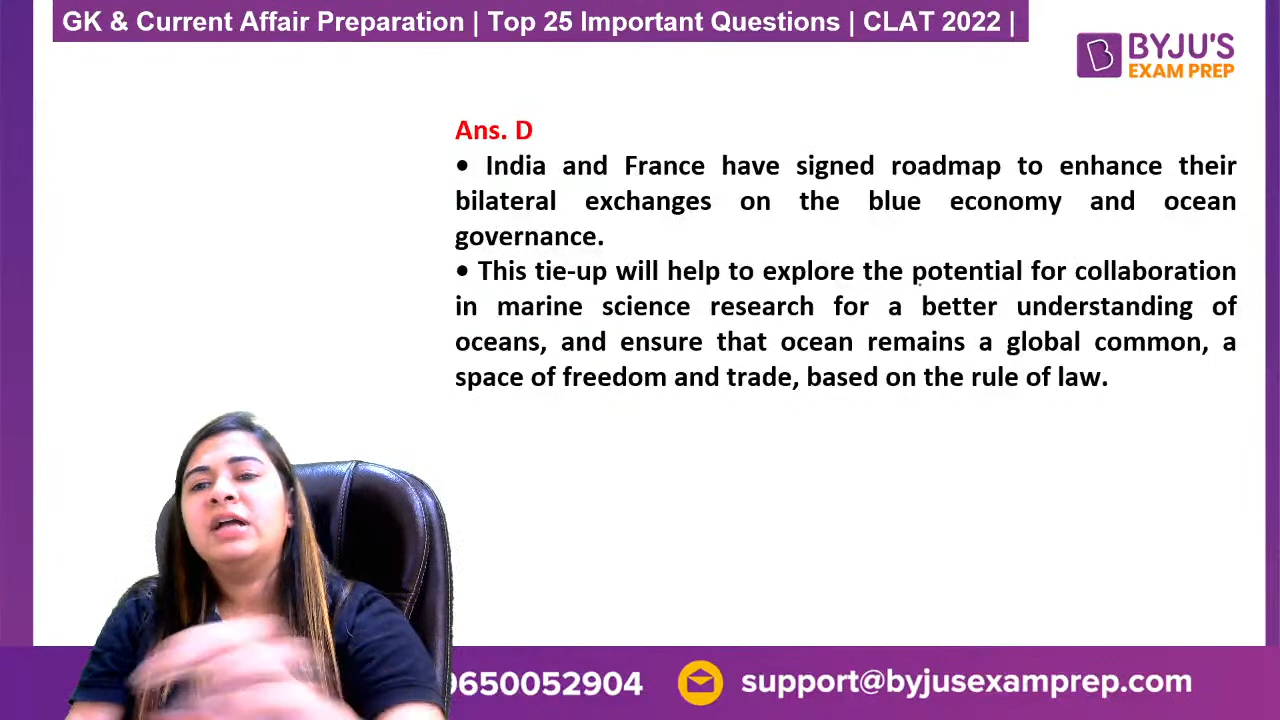 GK & Current Affair Preparation | Top 25 Important Questions | CLAT 2022 |
BYJU'S
EXAM PREP
Ans. D
• India and France have signed roadmap to enhance their
bilateral exchanges on the blue economy and ocean
governance.
• This tie-up will help to explore the potential for collaboration
in marine science research for a better understanding of
oceans, and ensure that ocean remains a global common, a
space of freedom and trade, based on the rule of law.
9650052904
support@byjusexamprep.com